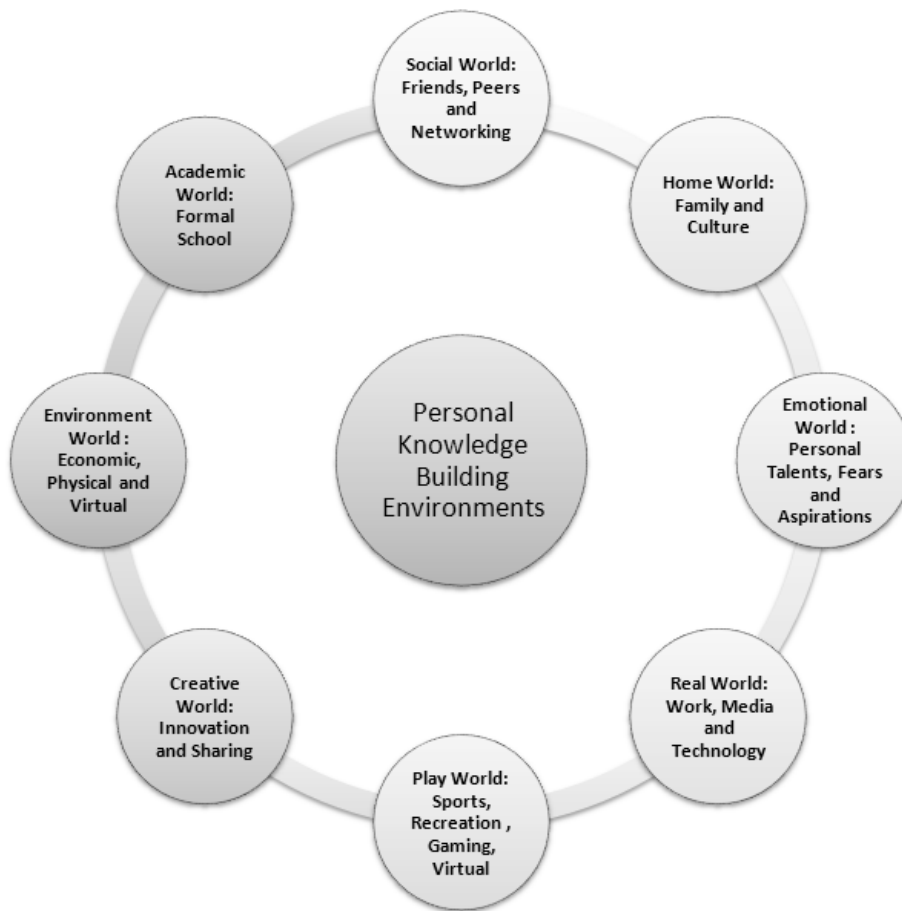 Social World:
Friends, Peers
and
Networking
Home World:
Family and
Culture
Emotional
World :
Personal
Talents, Fears
and
Aspirations
Real World:
Work, Media
and
Technology
Play World:
Sports,
Recreation ,
Gaming,
Virtual
Creative
World:
Innovation
and Sharing
Environment
World :
Economic,
Physical and
Virtual
Academic
World:
Formal
School
Personal
Knowledge
Building
Environments